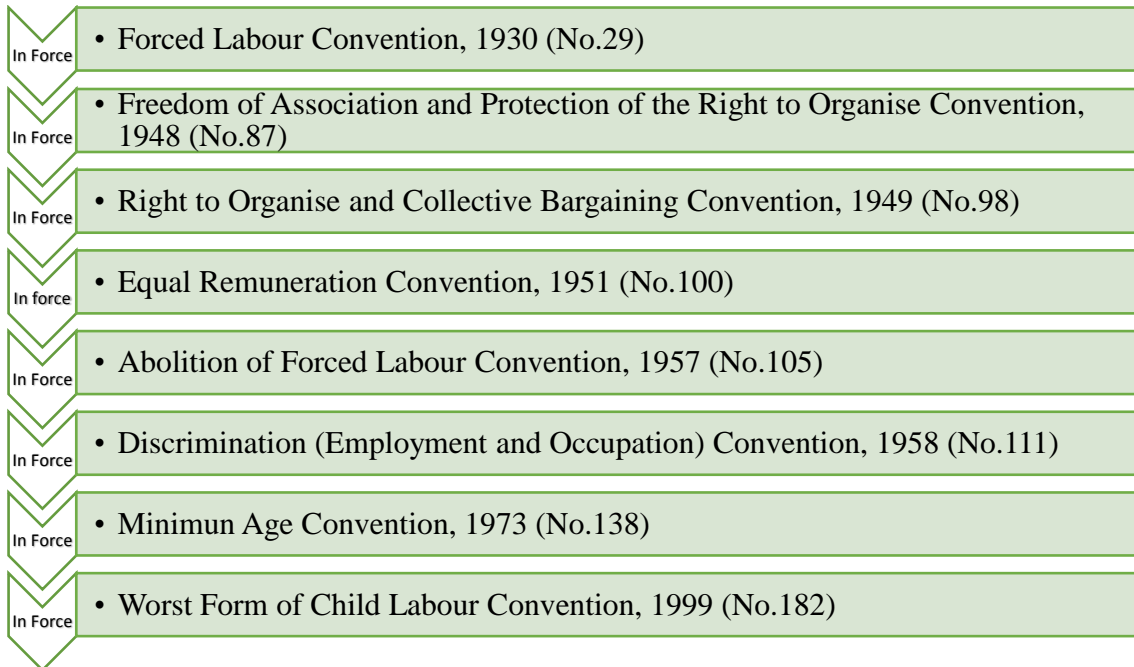 In Force
• Forced Labour Convention, 1930 (No.29)
In Force
• Freedom of Association and Protection of the Right to Organise Convention,
1948 (No.87)
In Force
• Right to Organise and Collective Bargaining Convention, 1949 (No.98)
In force
• Equal Remuneration Convention, 1951 (No.100)
In Force
• Abolition of Forced Labour Convention, 1957 (No.105)
In Force
• Discrimination (Employment and Occupation) Convention, 1958 (No.111)
In Force
• Minimun Age Convention, 1973 (No.138)
In Force
• Worst Form of Child Labour Convention, 1999 (No.182)